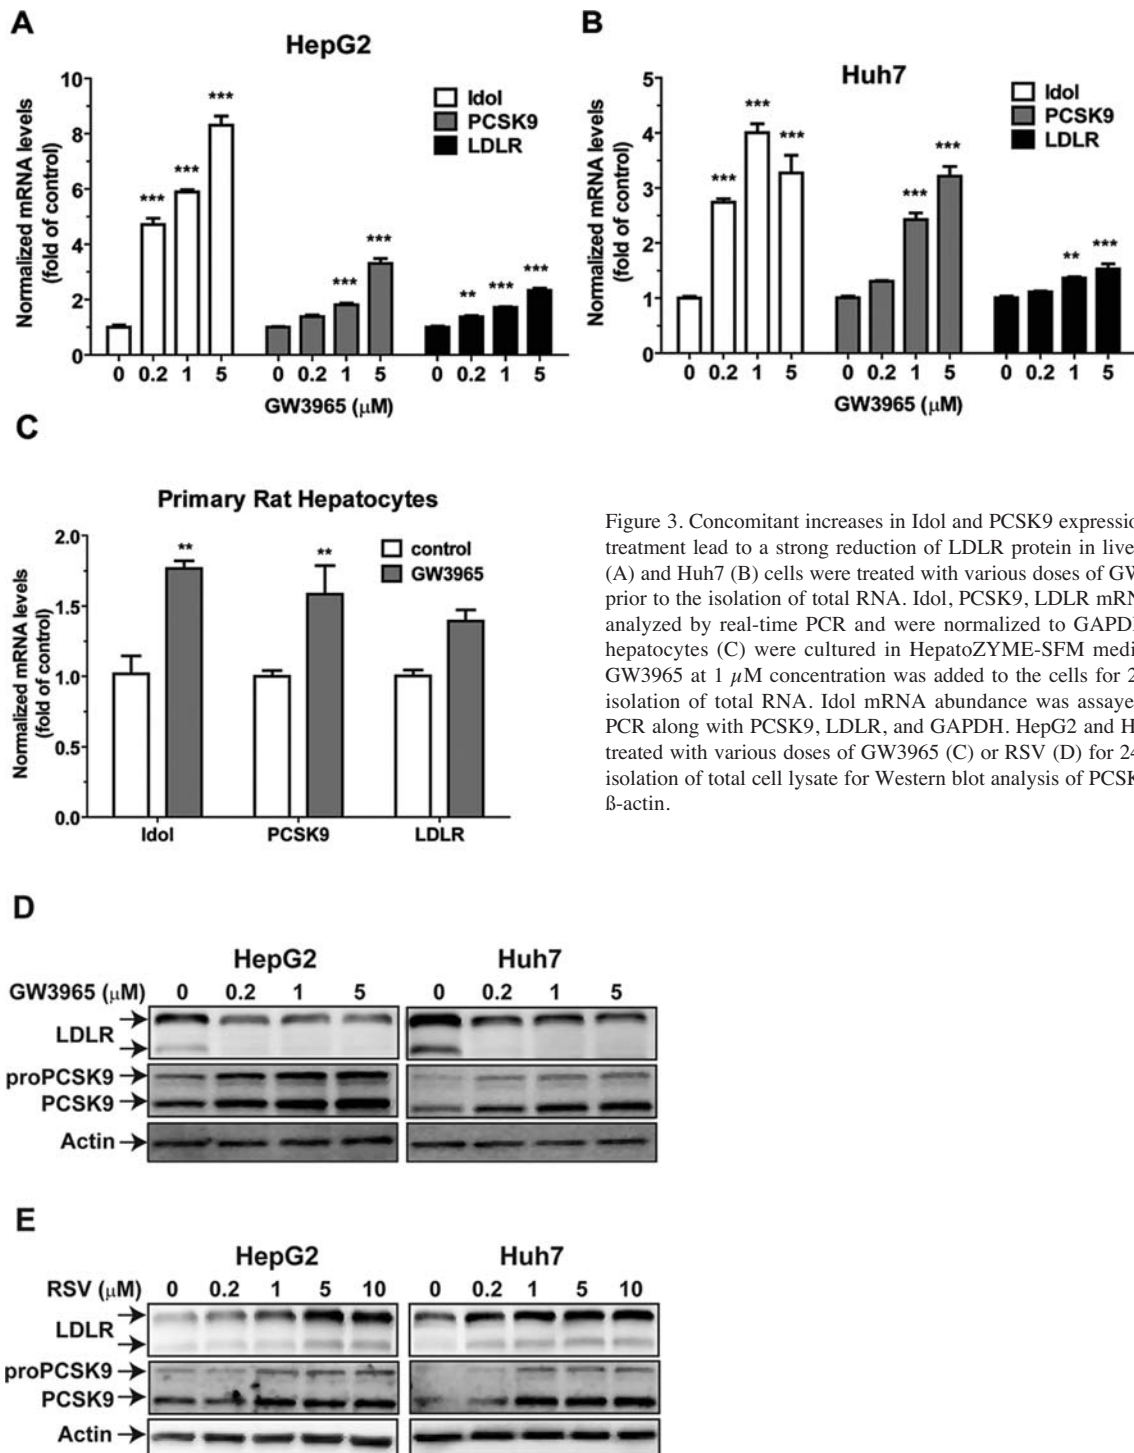 A
HepG2
Normalized mRNA levels
(fold of control)
10
8
6
4
2
0
***
***
***
***
***
**
***
***
Idol
PCSK9
LDLR
0 0.2 1 5 0 0.2 1 5 0 0.2 1 5
GW3965 (μM)
B
Huh7
Normalized mRNA levels
(fold of control)
5
4
3
2
1
0
***
***
***
***
***
**
***
Idol
PCSK9
LDLR
0 0.2 1 5 0 0.2 1 5 0 0.2 1 5
GW3965 (μM)
C
Primary Rat Hepatocytes
Normalized mRNA levels
(fold of control)
2.0
1.5
1.0
0.5
0.0
**
**
control
GW3965
Idol PCSK9 LDLR
Figure 3. Concomitant increases in Idol and PCSK9 expressio
treatment lead to a strong reduction of LDLR protein in live
(A) and Huh7 (B) cells were treated with various doses of GW
prior to the isolation of total RNA. Idol, PCSK9, LDLR mRN
analyzed by real-time PCR and were normalized to GAPD
hepatocytes (C) were cultured in HepatoZYME-SFM medi
GW3965 at 1 μM concentration was added to the cells for 2
isolation of total RNA. Idol mRNA abundance was assaye
PCR along with PCSK9, LDLR, and GAPDH. HepG2 and H
treated with various doses of GW3965 (C) or RSV (D) for 24
isolation of total cell lysate for Western blot analysis of PCSK
ß-actin.
D
HepG2 Huh7
GW3965 (μM) 0 0.2 1 5 0 0.2 1 5
LDLR
proPCSK9
PCSK9
Actin
E
HepG2 Huh7
RSV (μM) 0 0.2 1 5 10 0 0.2 1 5 10
LDLR
proPCSK9
PCSK9
Actin